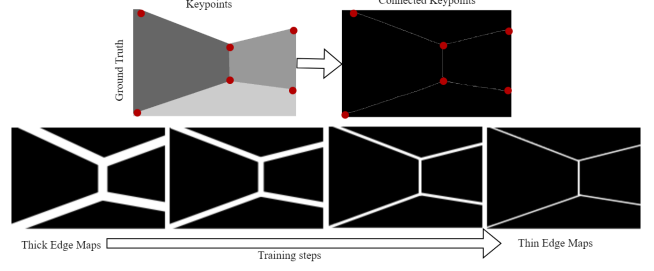 Keypoints
Connected Keypoints
Ground Truth
Thick Edge Maps
Training steps
Thin Edge Maps